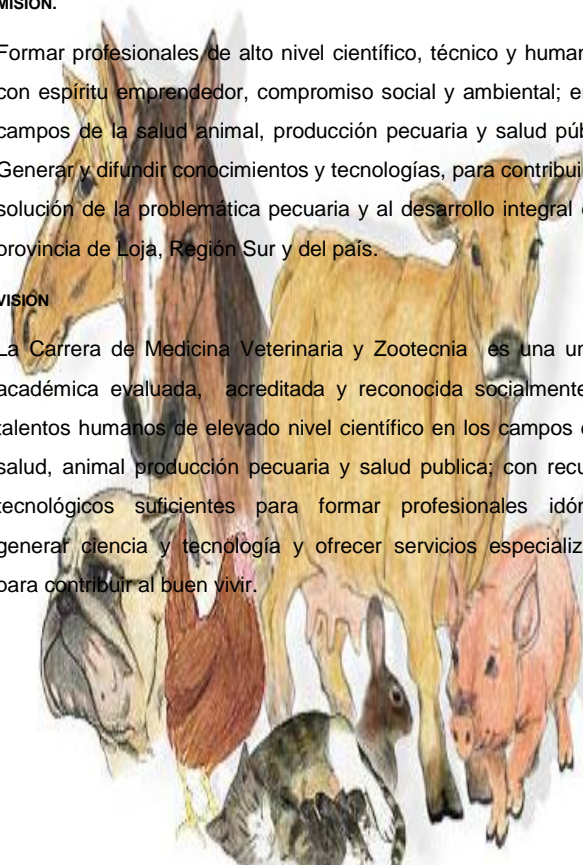 MISIÓN.
Formar profesionales de alto nivel científico, técnico y human
con espíritu emprendedor, compromiso social y ambiental; e
campos de la salud animal, producción pecuaria y salud púb
Generar y difundir conocimientos y tecnologías, para contribui
solución de la problemática pecuaria y al desarrollo integral
provincia de Loja, Región Sur y del país.
VISIÓN
La Carrera de Medicina Veterinaria y Zootecnia es una un
académica evaluada, acreditada y reconocida socialmente
talentos humanos de elevado nivel científico en los campos
salud, animal producción pecuaria y salud publica; con recu
tecnológicos suficientes para formar profesionales idón
generar ciencia y tecnología y ofrecer servicios especializ
para contribuir al buen vivir.